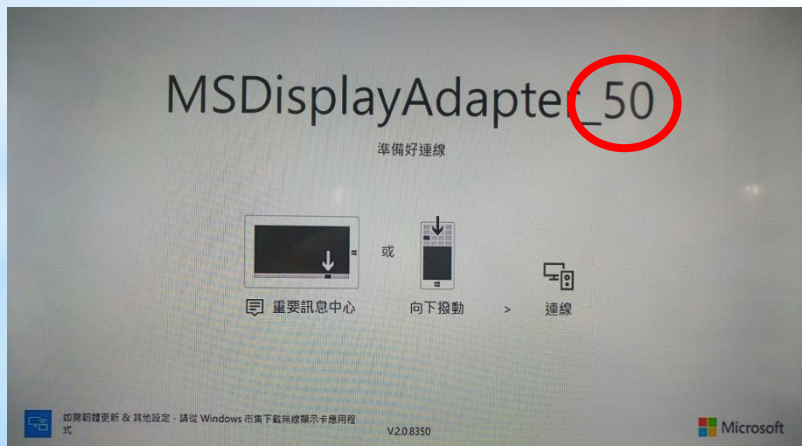 MSDisplayAdapter_50
準備好連線
或
重要訊息中心
向下撥動
>
連線
如需韌體更新 & 其他設定，請從 Windows 市集下載無線顯示卡應用程
式
V2.0.8350
Microsoft